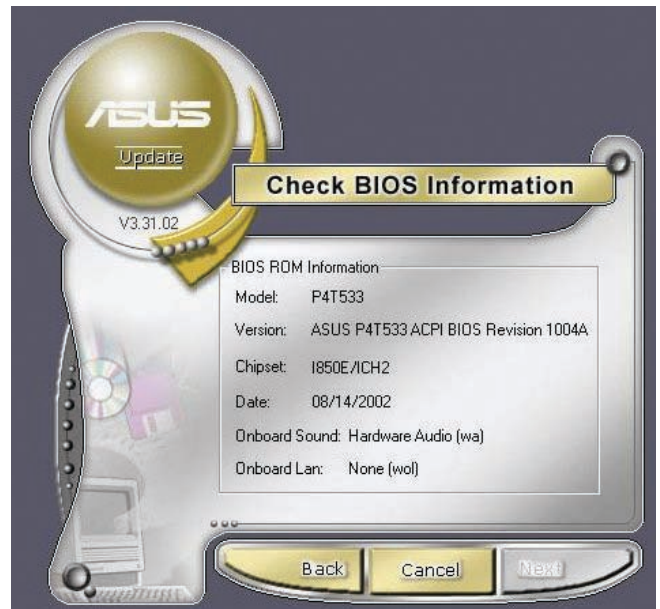 ASUS
Update
V3.31.02
Check BIOS Information
BIOS ROM Information
Model: P4T533
Version: ASUS P4T533 ACPI BIOS Revision 1004A
Chipset: I850E/ICH2
Date: 08/14/2002
Onboard Sound: Hardware Audio (wa)
Onboard Lan: None (wol)
Back Cancel Next